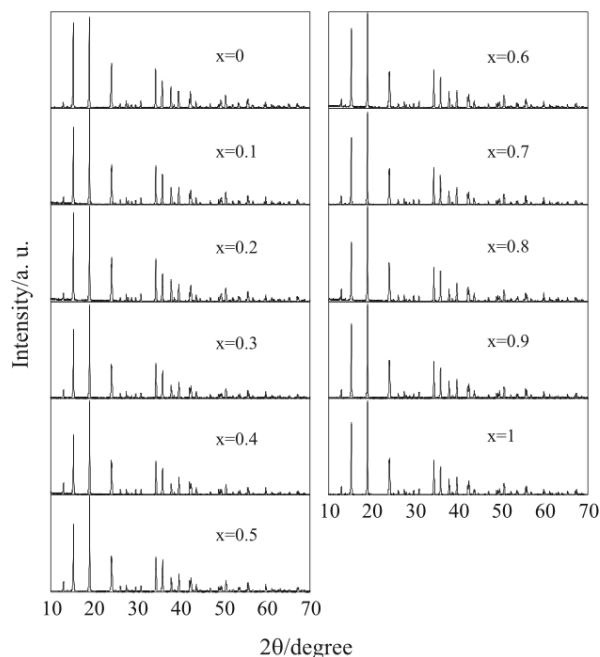 Intensity/a. u.
x=0
x=0.1
x=0.2
x=0.3
x=0.4
x=0.5
10 20 30 40 50 60 70
x=0.6
x=0.7
x=0.8
x=0.9
x=1
10 20 30 40 50 60 70
2θ/degree